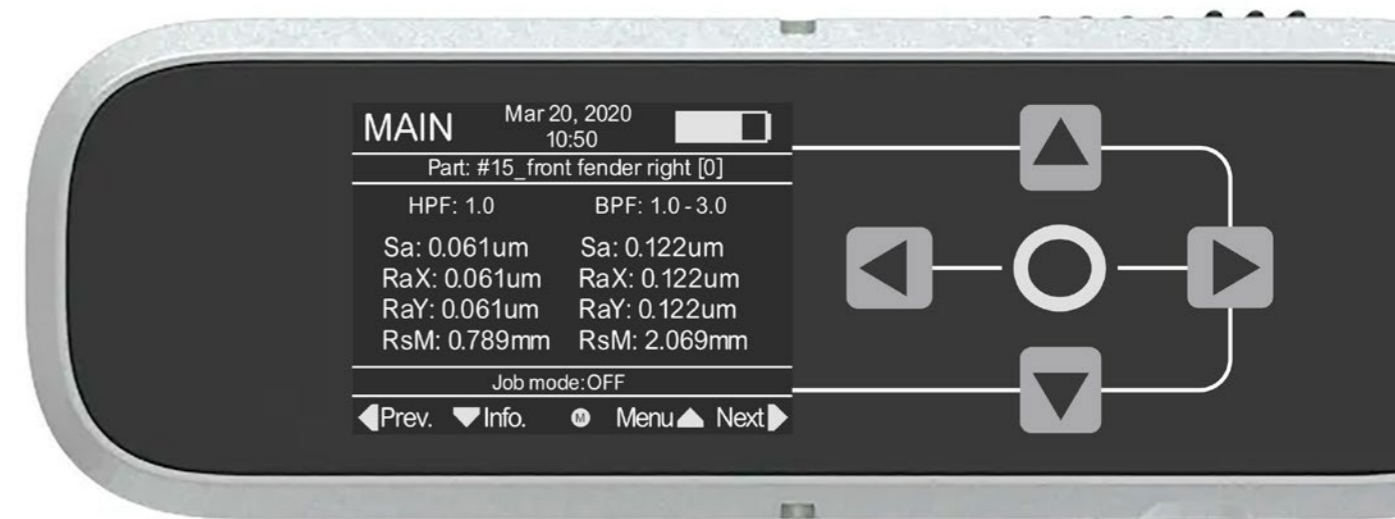 MAIN
Mar 20, 2020
10:50
Part: #15_front fender right [0]
HPF: 1.0 BPF: 1.0 - 3.0
Sa: 0.061um Sa: 0.122um
RaX: 0.061um RaX: 0.122um
RaY: 0.061um RaY: 0.122um
RsM: 0.789mm RsM: 2.069mm
Job mode:OFF
Prev. Info. M Menu Next